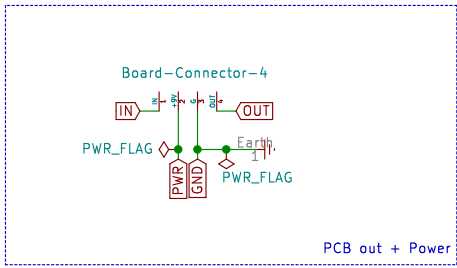 Board-Connector-4
IN +9V G OUT
1 2 3 4
IN OUT
Earth
1
PWR_FLAG
PWR GND
PWR_FLAG
PCB out + Power